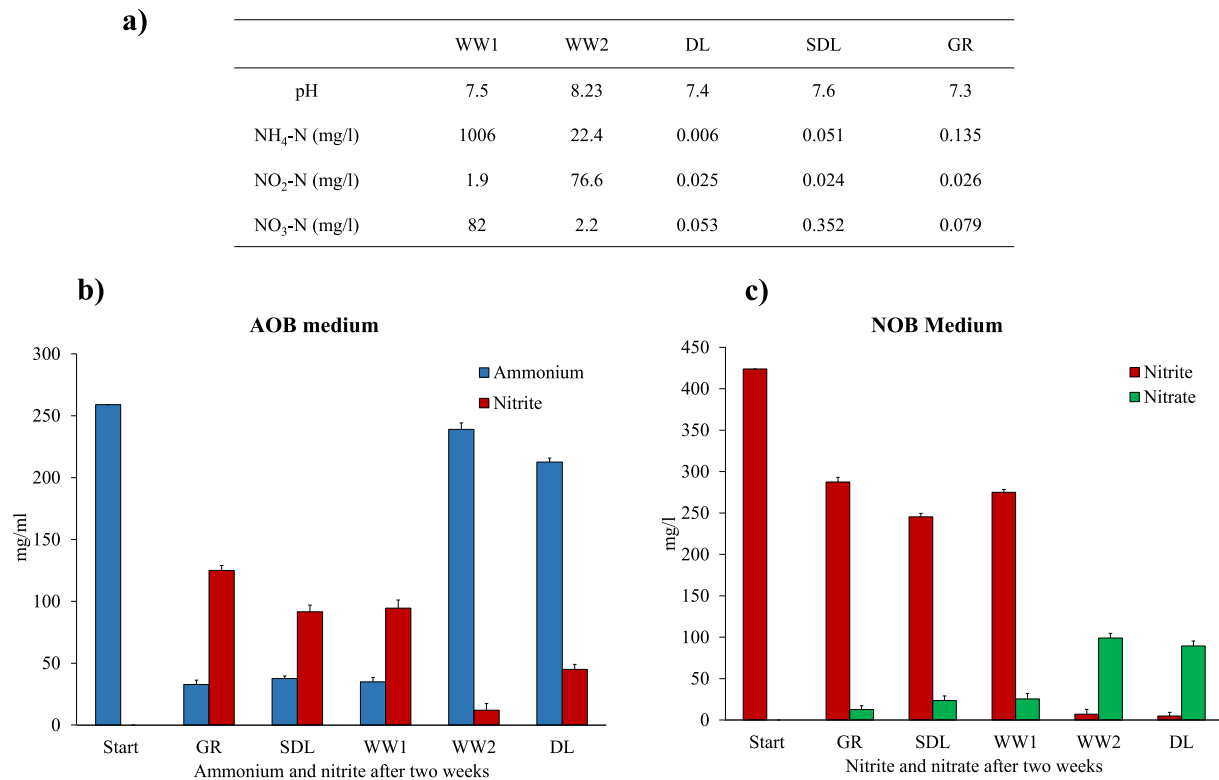 a)
WW1 WW2 DL SDL GR
pH 7.5 8.23 7.4 7.6 7.3
NH₄-N (mg/l) 1006 22.4 0.006 0.051 0.135
NO₂-N (mg/l) 1.9 76.6 0.025 0.024 0.026
NO₃-N (mg/l) 82 2.2 0.053 0.352 0.079
b)
AOB medium
300
250
200
150
100
50
0
mg/ml
Ammonium
Nitrite
Start GR SDL WW1 WW2 DL
Ammonium and nitrite after two weeks
c)
NOB Medium
450
400
350
300
250
200
150
100
50
0
mg/l
Nitrite
Nitrate
Start GR SDL WW1 WW2 DL
Nitrite and nitrate after two weeks